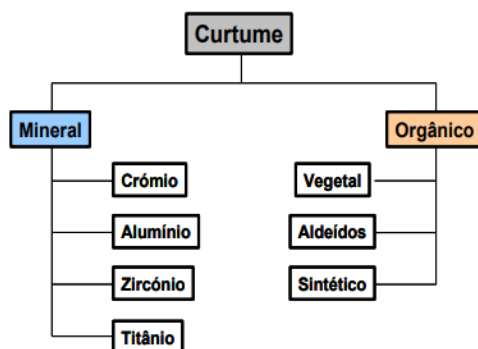 Curtume
Mineral
Orgânico
Crómio
Vegetal
Alumínio
Aldeídos
Zircónio
Sintético
Titânio